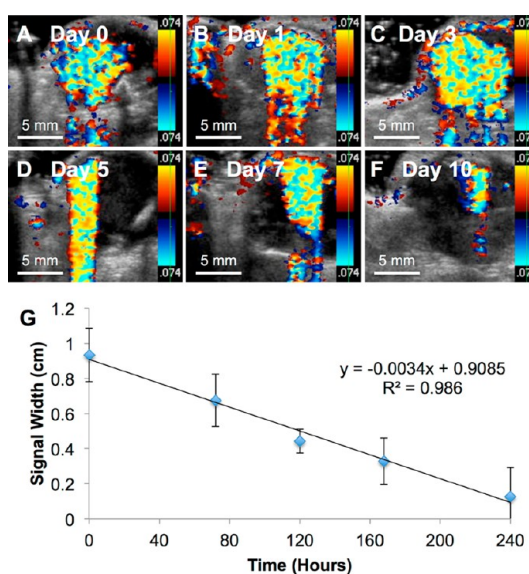 A Day 0
.074
5 mm
.074
B Day 1
.074
5 mm
.074
C Day 3
.074
5 mm
.074
D Day 5
.074
5 mm
.074
E Day 7
.074
5 mm
.074
F Day 10
.074
5 mm
.074
G
1.2
1
0.8
0.6
0.4
0.2
0
Signal Width (cm)
y = -0.0034x + 0.9085
R² = 0.986
0 40 80 120 160 200 240
Time (Hours)